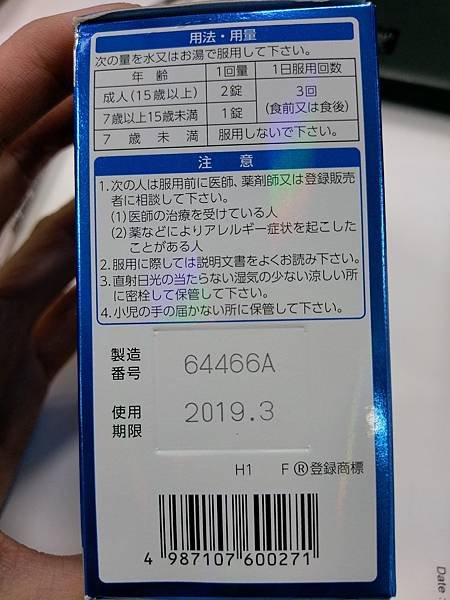 用法・用量
次の量を水又はお湯で服用して下さい。
年齢 1回量 1日服用回数
成人(15歳以上) 2錠 3回
(食前又は食後)
7歳以上15歳未満 1錠
7歳未満 服用しないで下さい。
注意
1.次の人は服用前に医師、薬剤師又は登録販売
者に相談して下さい。
(1)医師の治療を受けている人
(2)薬などによりアレルギー症状を起こした
ことがある人
2.服用に際しては説明文書をよくお読み下さい。
3.直射日光の当たらない湿気の少ない涼しい所
に密栓して保管して下さい。
4.小児の手の届かない所に保管して下さい。
製造
番号
64466A
使用
期限
2019.3
H1 F®登録商標
4 987107 600271
Date